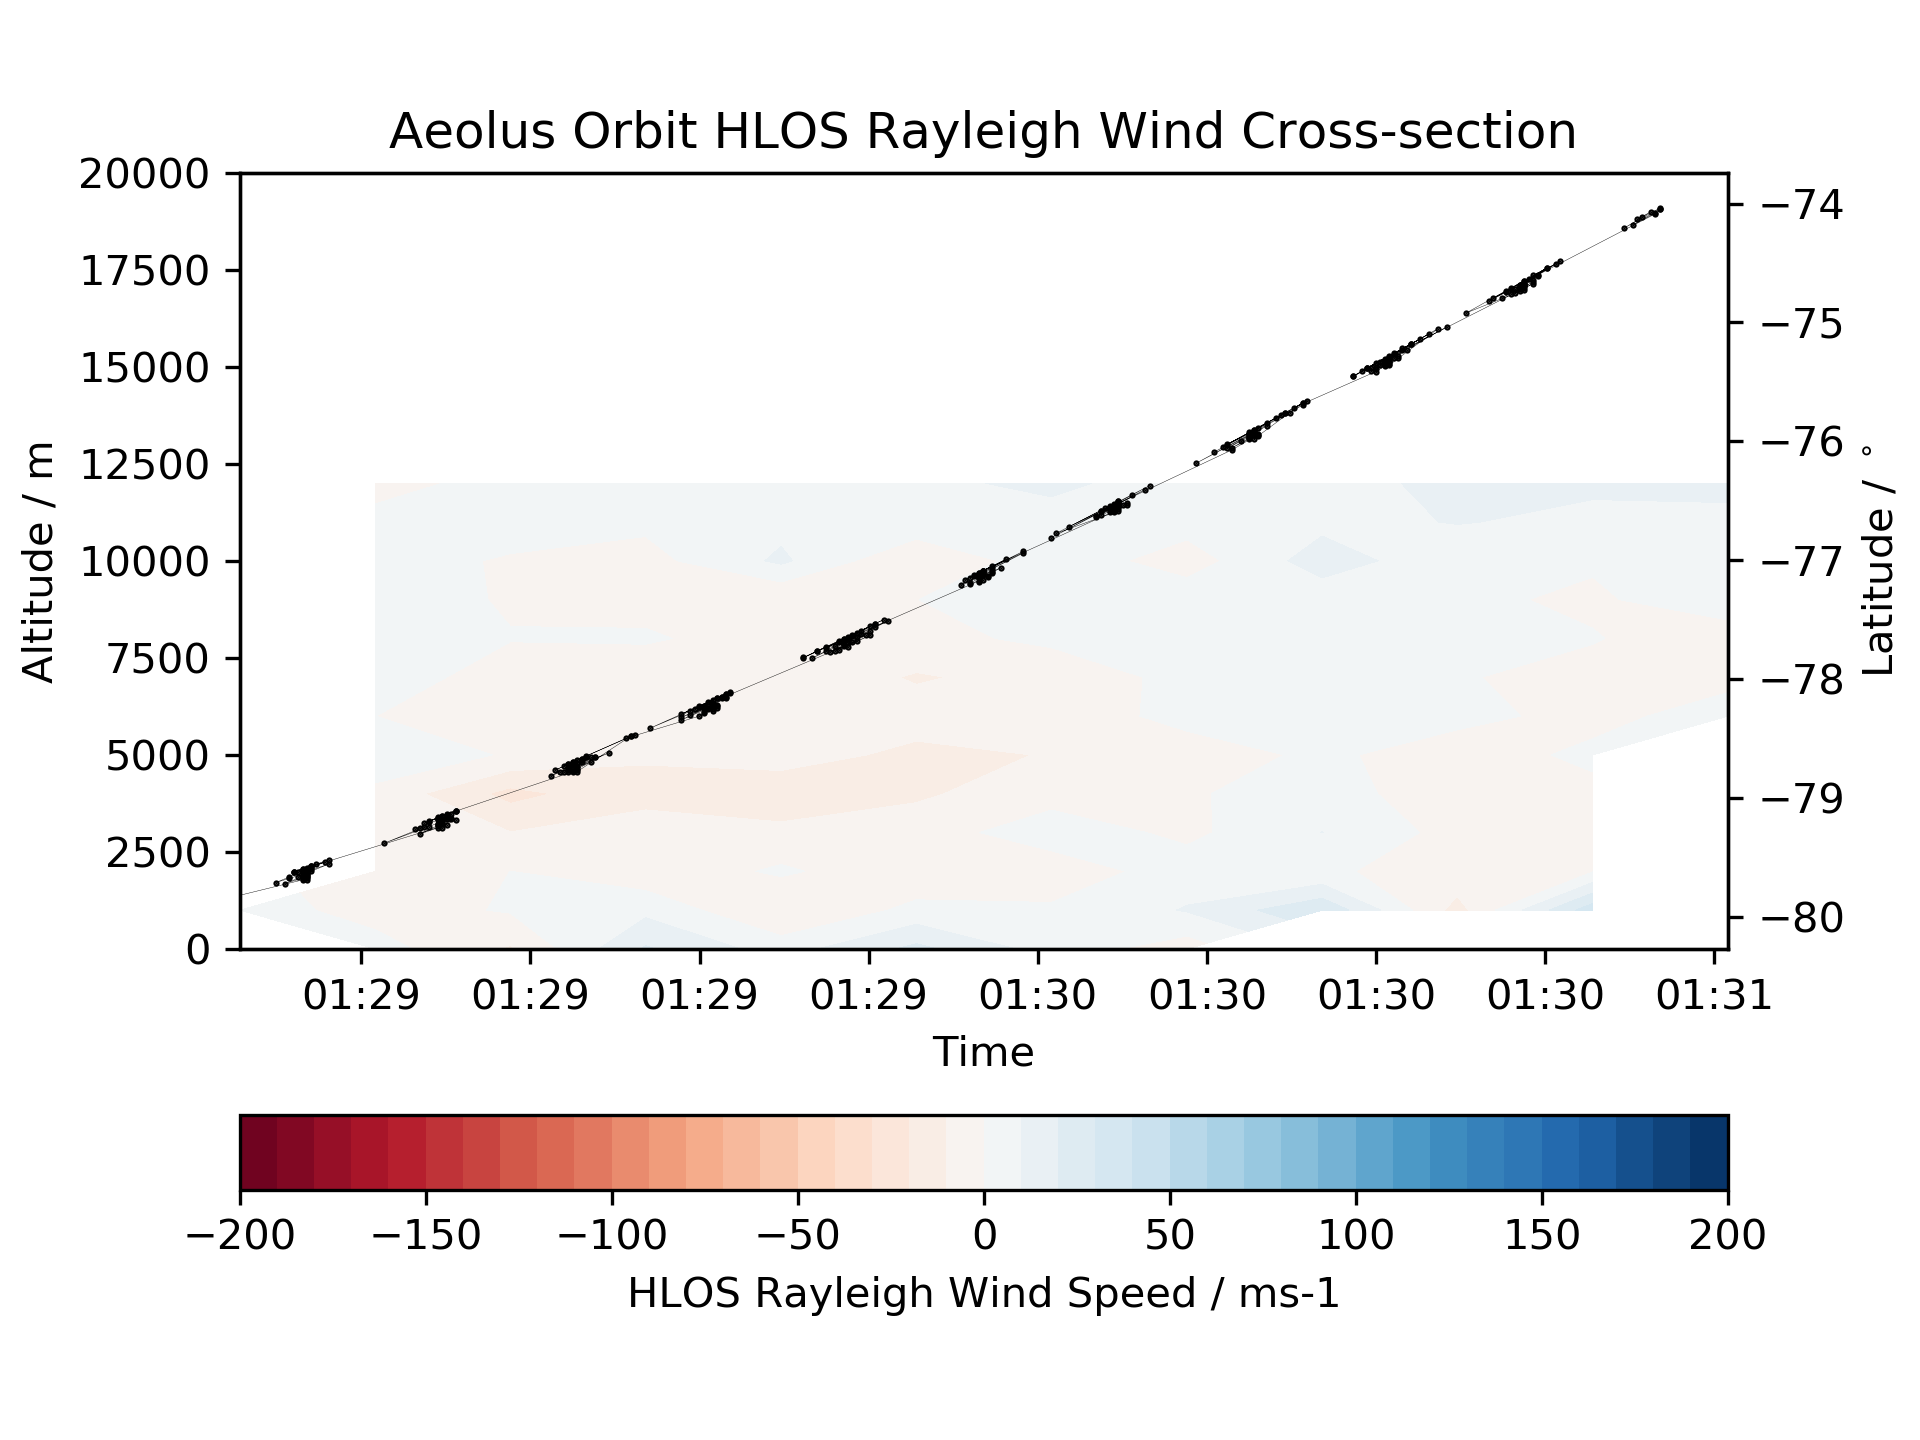 Aeolus Orbit HLOS Rayleigh Wind Cross-section
20000
17500
15000
12500
10000
7500
5000
2500
0
Altitude / m
−74
−75
−76
−77
−78
−79
−80
Latitude / °
01:29 01:29 01:29 01:29 01:30 01:30 01:30 01:30 01:31
Time
−200 −150 −100 −50 0 50 100 150 200
HLOS Rayleigh Wind Speed / ms-1